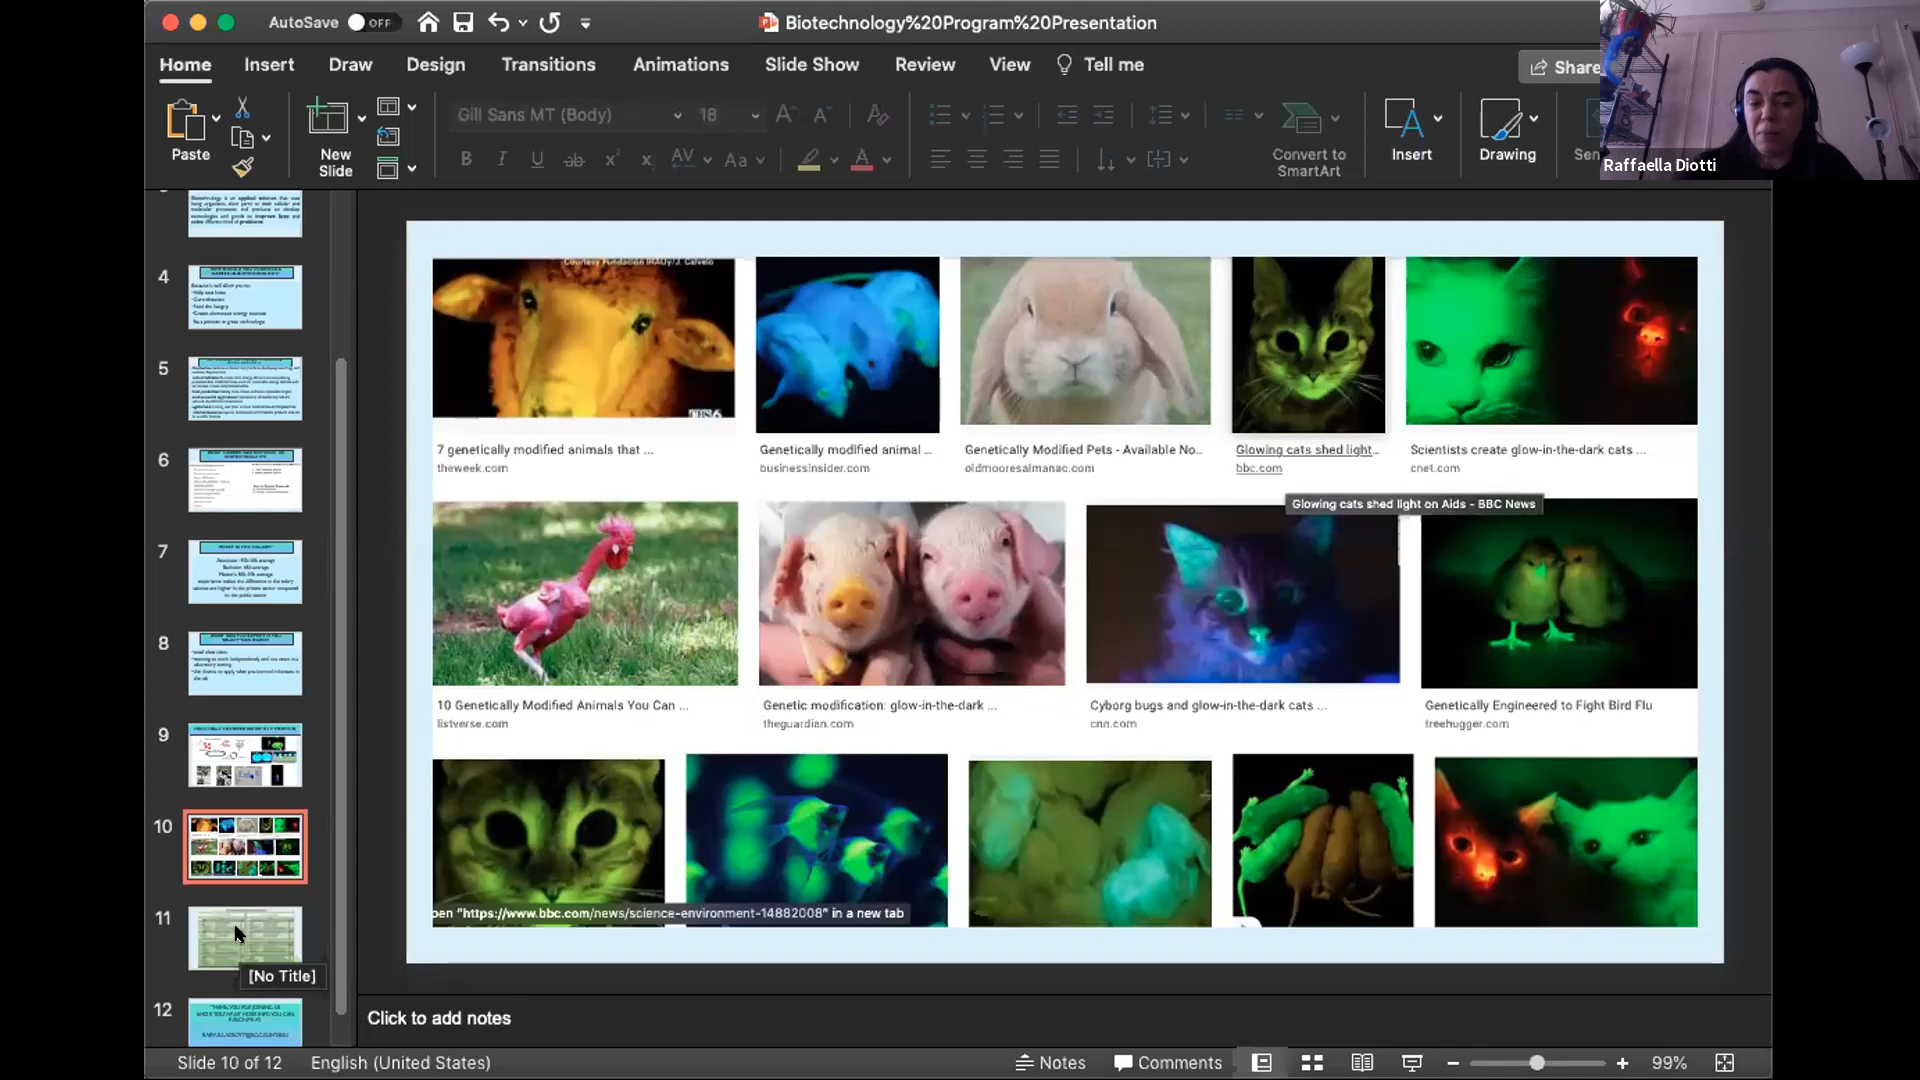 AutoSave OFF
Biotechnology%20Program%20Presentation
Home Insert Draw Design Transitions Animations Slide Show Review View Tell me
Share
Paste
New
Slide
Gill Sans MT (Body) 18
Convert to
SmartArt
Insert
Drawing
Sen
Raffaella Diotti
4
5
6
7
8
9
10
11
12
[No Title]
Courtesy Fundation IRAUy/J. Calvelo
7 genetically modified animals that ...
theweek.com
Genetically modified animal ...
businessinsider.com
Genetically Modified Pets - Available No...
oldmooresalmanac.com
Glowing cats shed light...
bbc.com
Scientists create glow-in-the-dark cats ...
cnet.com
Glowing cats shed light on Aids - BBC News
10 Genetically Modified Animals You Can ...
listverse.com
Genetic modification: glow-in-the-dark ...
theguardian.com
Cyborg bugs and glow-in-the-dark cats ...
cnn.com
Genetically Engineered to Fight Bird Flu
treehugger.com
pen "https://www.bbc.com/news/science-environment-14882008" in a new tab
Click to add notes
Slide 10 of 12 English (United States) Notes Comments 99%